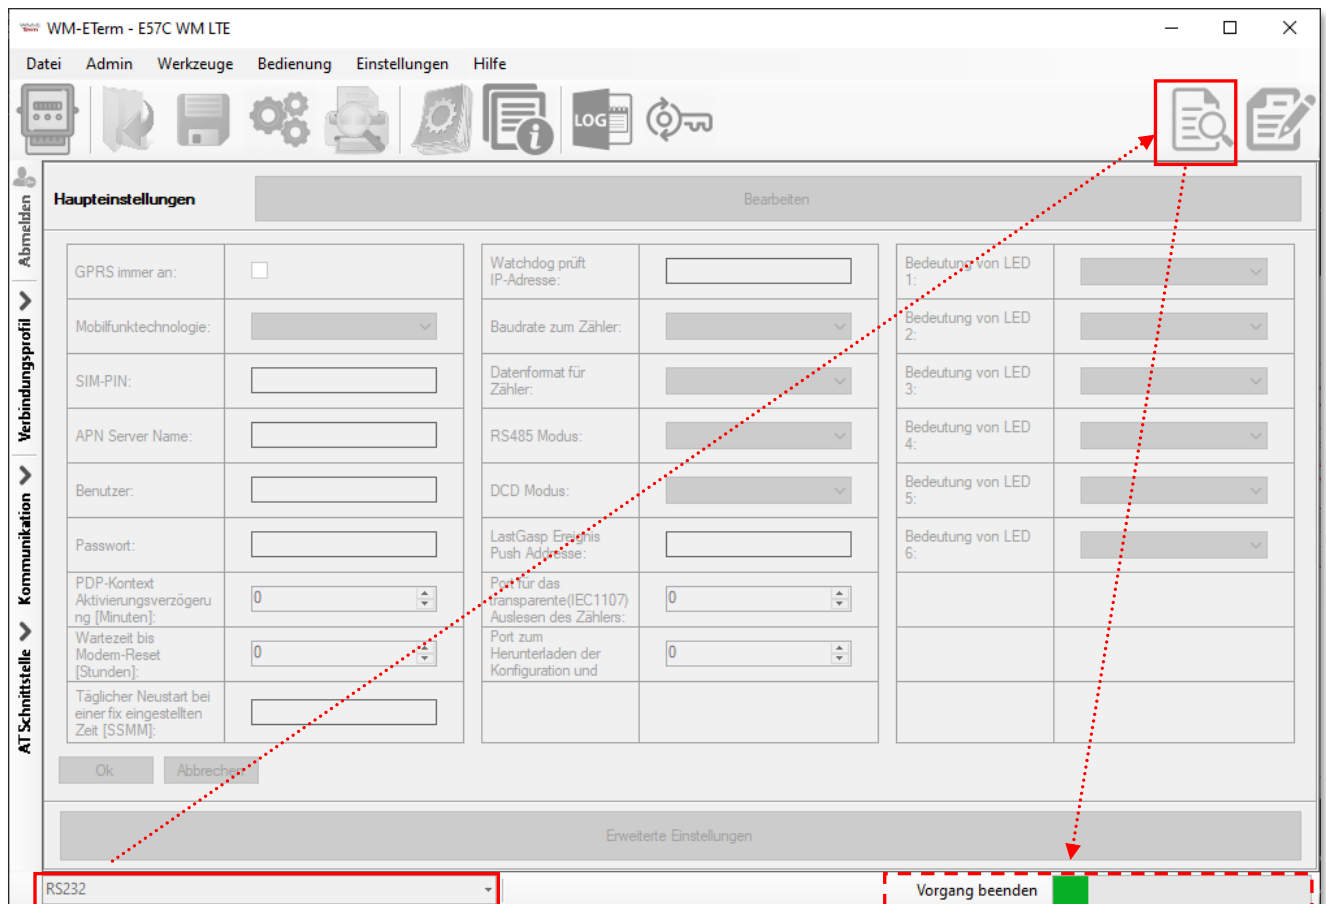 WM-E Term
WM-ETerm - E57C WM LTE
Datei Admin Werkzeuge Bedienung Einstellungen Hilfe
LOG
Abmelden
Verbindungsprofil
Kommunikation
AT Schnittstelle
Haupteinstellungen
Bearbeiten
GPRS immer an:
Mobilfunktechnologie:
SIM-PIN:
APN Server Name:
Benutzer:
Passwort:
PDP-Kontext
Aktivierungsverzögeru
ng [Minuten]:
0
Wartezeit bis
Modem-Reset
[Stunden]:
0
Täglicher Neustart bei
einer fix eingestellten
Zeit [SSMM]:
Watchdog prüft
IP-Adresse:
Baudrate zum Zähler:
Datenformat für
Zähler:
RS485 Modus:
DCD Modus:
LastGasp Ereignis
Push Addresse:
Port für das
transparente(IEC1107)
Auslesen des Zählers:
0
Port zum
Herunterladen der
Konfiguration und
0
Bedeutung von LED
1:
Bedeutung von LED
2:
Bedeutung von LED
3:
Bedeutung von LED
4:
Bedeutung von LED
5:
Bedeutung von LED
6:
Ok
Abbrechen
Erweiterte Einstellungen
RS232
Vorgang beenden